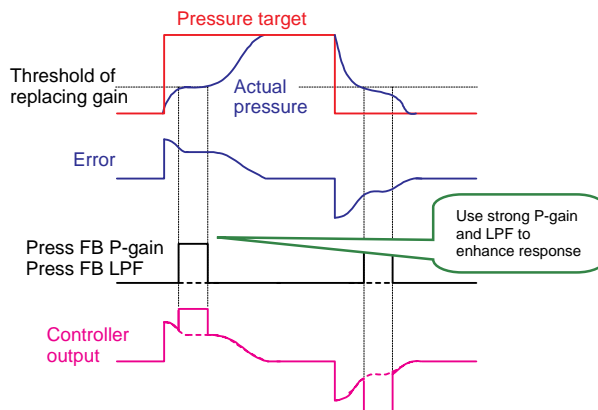 Pressure target
Threshold of
replacing gain
Actual
pressure
Error
Use strong P-gain
and LPF to
enhance response
Press FB P-gain
Press FB LPF
Controller
output